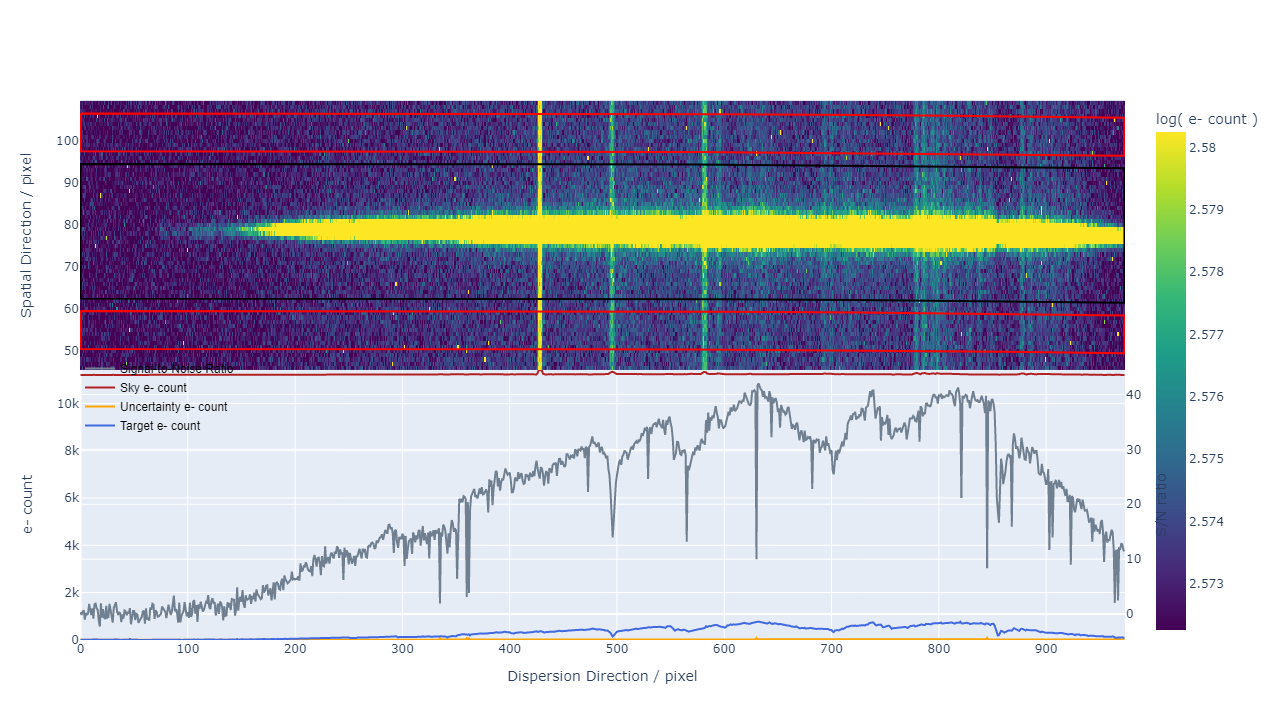 log( e- count )
100
90
80
70
60
50
Spatial Direction / pixel
2.58
2.579
2.578
2.577
2.576
2.575
2.574
2.573
Signal to Noise Ratio
Sky e- count
Uncertainty e- count
Target e- count
10k
8k
6k
4k
2k
0
e- count
40
30
20
10
0
S/N ratio
0
100
200
300
400
500
600
700
800
900
Dispersion Direction / pixel